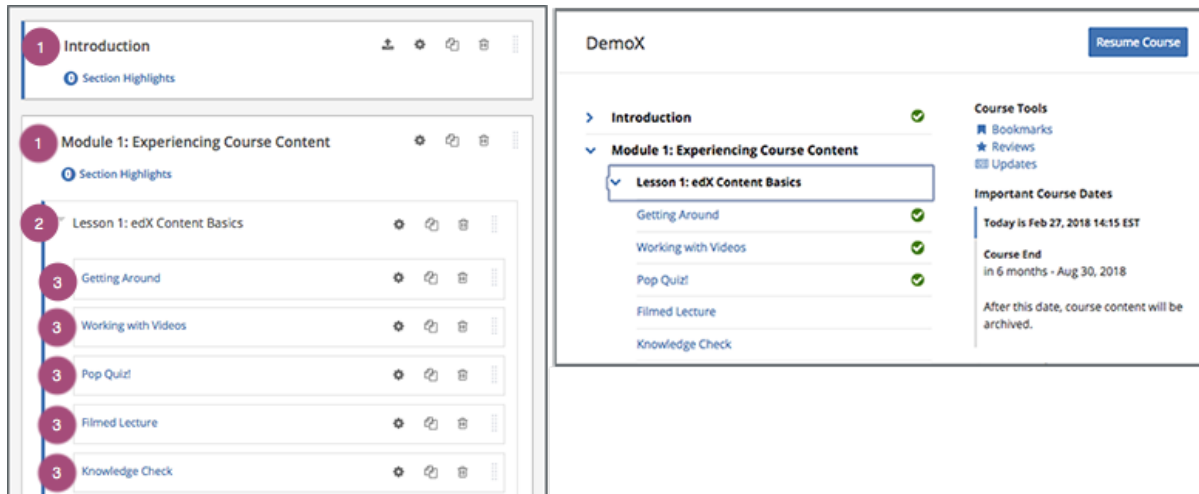 1 Introduction
0 Section Highlights
1 Module 1: Experiencing Course Content
0 Section Highlights
2 Lesson 1: edX Content Basics
3 Getting Around
3 Working with Videos
3 Pop Quiz!
3 Filmed Lecture
3 Knowledge Check
DemoX
Resume Course
Introduction
Module 1: Experiencing Course Content
Lesson 1: edX Content Basics
Getting Around
Working with Videos
Pop Quiz!
Filmed Lecture
Knowledge Check
Course Tools
Bookmarks
Reviews
Updates
Important Course Dates
Today is Feb 27, 2018 14:15 EST
Course End
in 6 months - Aug 30, 2018
After this date, course content will be
archived.